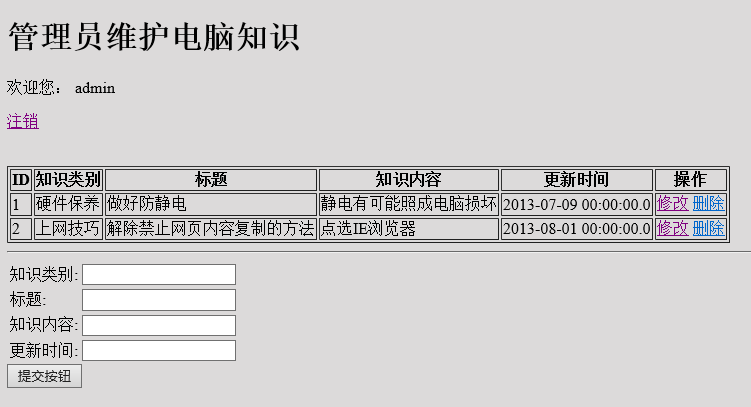 管理员维护电脑知识
欢迎您： admin
注销
ID 知识类别 标题 知识内容 更新时间 操作
1 硬件保养 做好防静电 静电有可能照成电脑损坏 2013-07-09 00:00:00.0 修改 删除
2 上网技巧 解除禁止网页内容复制的方法 点选IE浏览器 2013-08-01 00:00:00.0 修改 删除
知识类别:
标题:
知识内容:
更新时间:
提交按钮